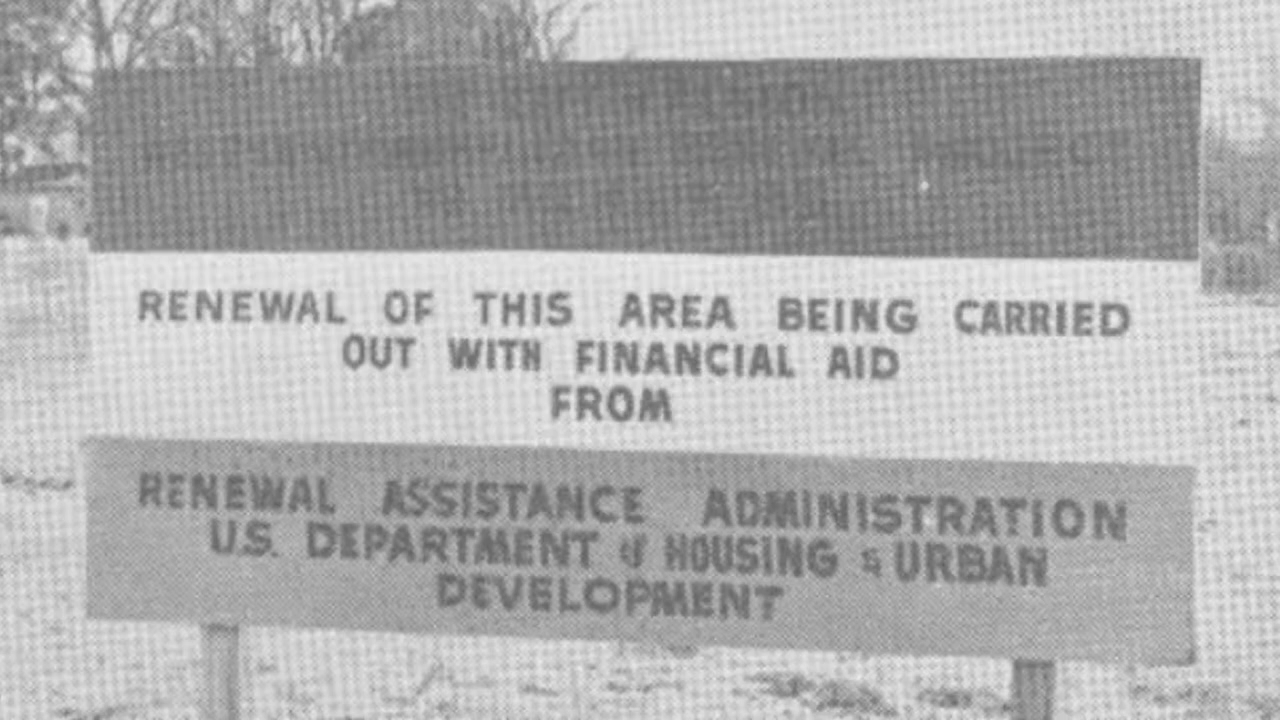 RENEWAL OF THIS AREA BEING CARRIED
OUT WITH FINANCIAL AID
FROM
RENEWAL ASSISTANCE ADMINISTRATION
U.S. DEPARTMENT of HOUSING & URBAN
DEVELOPMENT